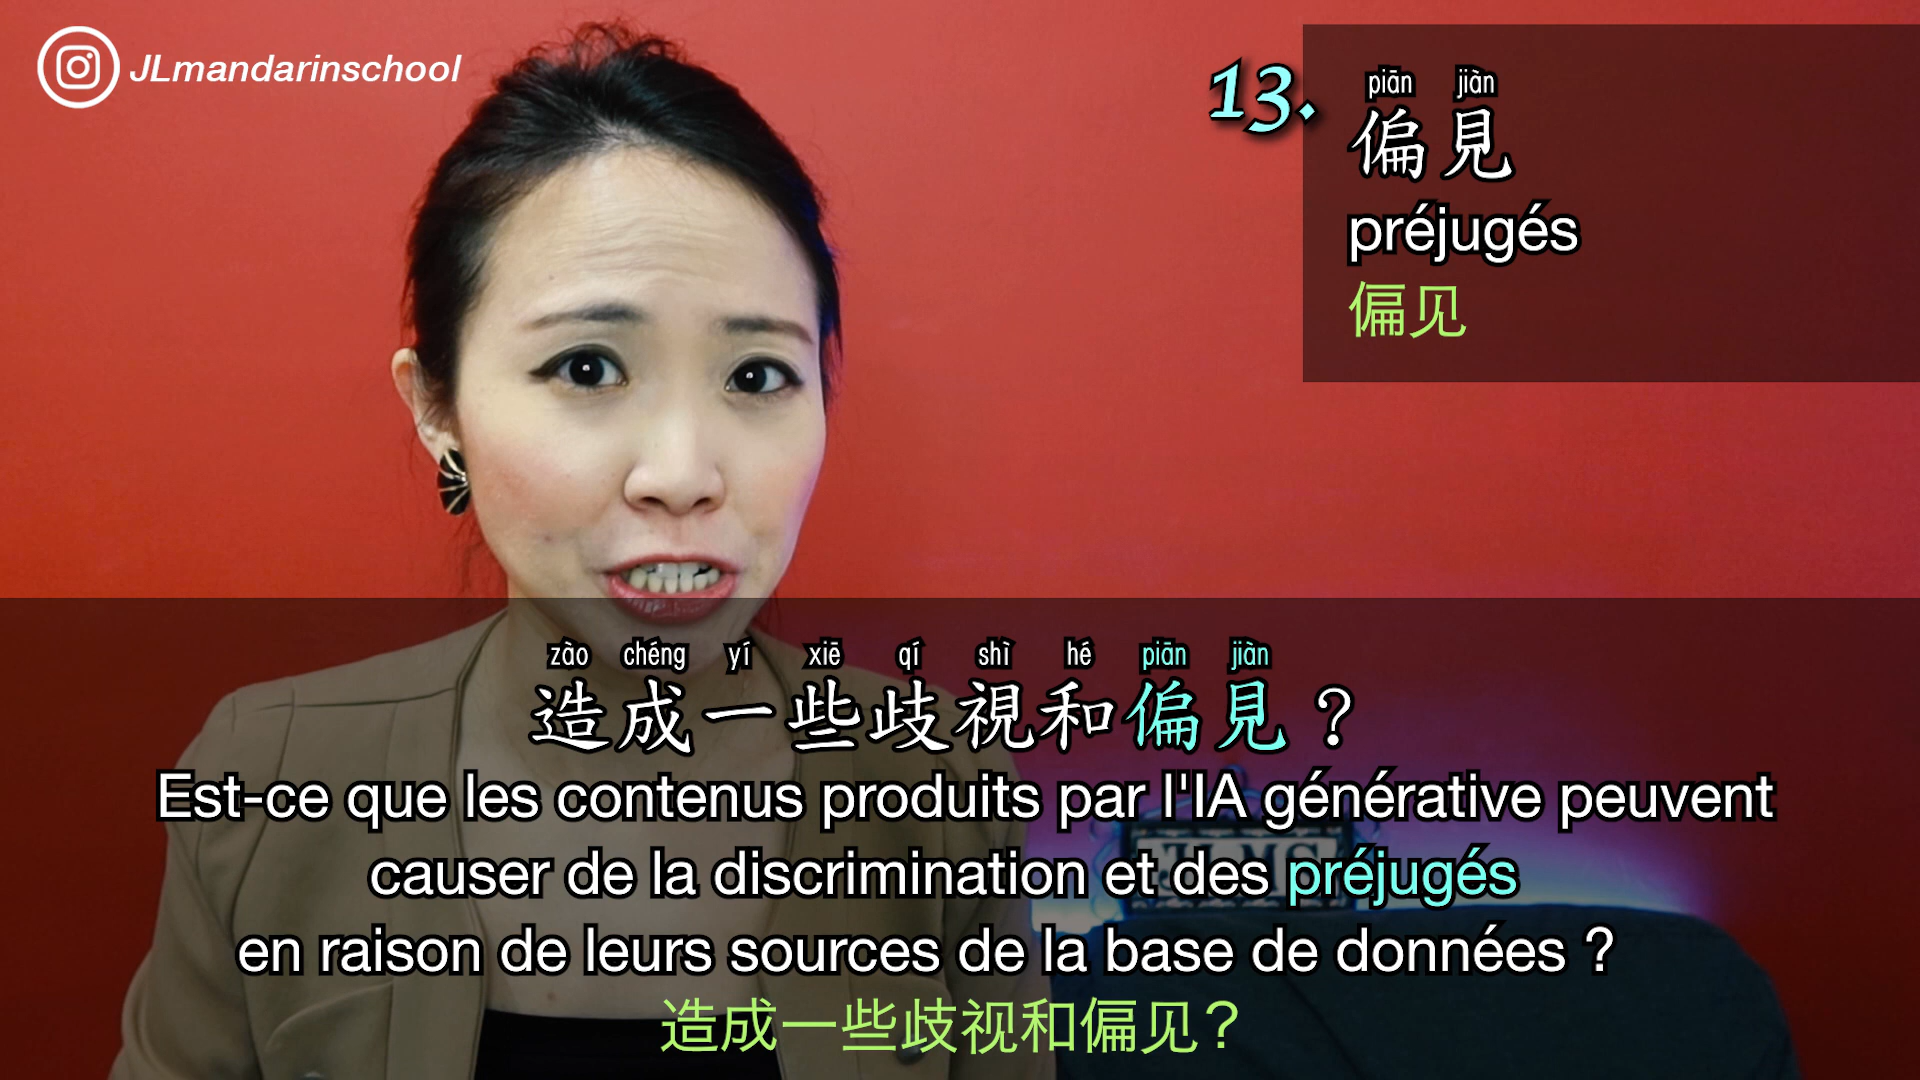 JLmandarinschool
13.
piān jiàn
偏見
préjugés
偏见
zào chéng yí xiē qí shì hé piān jiàn
造成一些歧視和偏見？
Est-ce que les contenus produits par l'IA générative peuvent
causer de la discrimination et des préjugés
en raison de leurs sources de la base de données ?
造成一些歧视和偏见？
JLMS